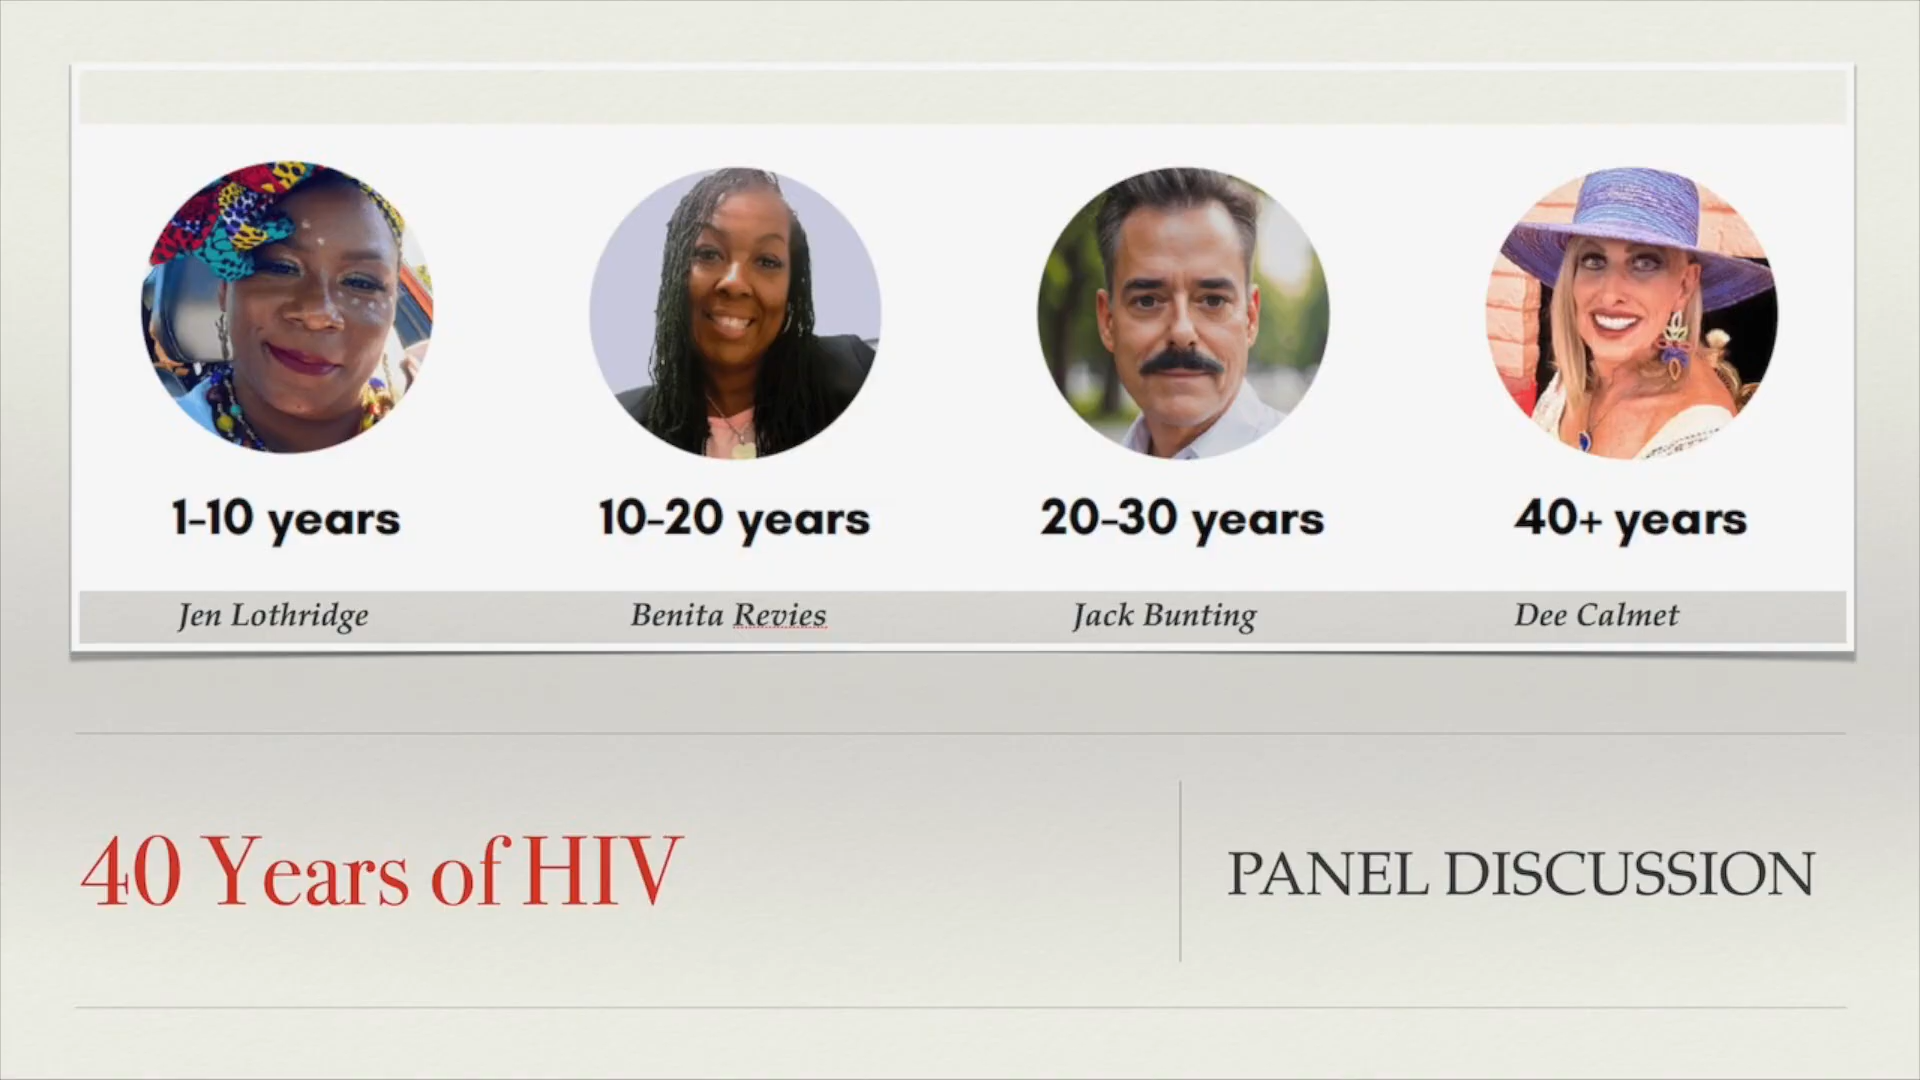 1-10 years 10-20 years 20-30 years 40+ years
Jen Lothridge Benita Revies Jack Bunting Dee Calmet
40 Years of HIV
PANEL DISCUSSION